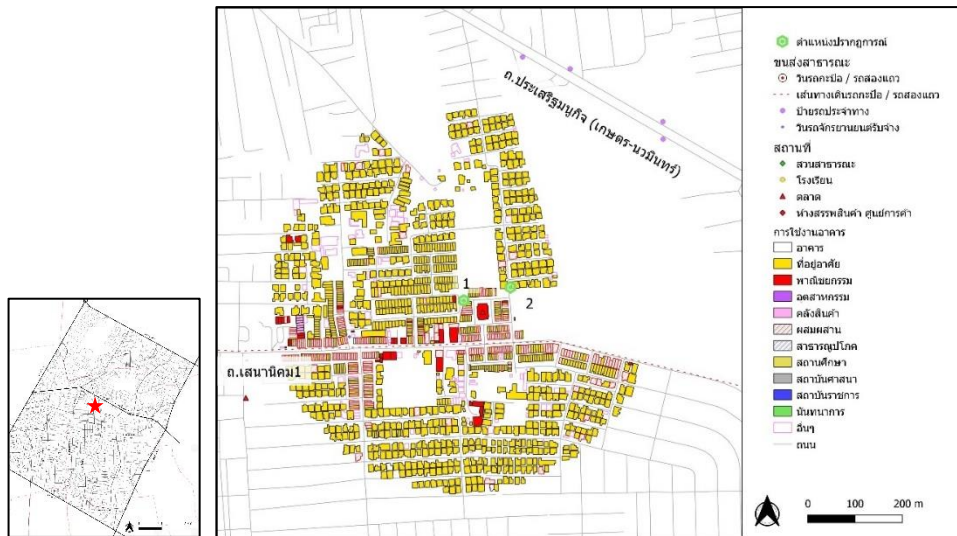 ถ.ประเสริฐมนูกิจ (เกษตร-นวมินทร์)
1
2
ถ.เสนานิคม1
ตำแหน่งปรากฏการณ์
ขนส่งสาธารณะ
วินรถกะป๊อ / รถสองแถว
เส้นทางเดินรถกะป๊อ / รถสองแถว
ป้ายรถประจำทาง
วินรถจักรยานยนต์รับจ้าง
สถานที่
สวนสาธารณะ
โรงเรียน
ตลาด
ห้างสรรพสินค้า ศูนย์การค้า
การใช้งานอาคาร
อาคาร
ที่อยู่อาศัย
พาณิชยกรรม
อุตสาหกรรม
คลังสินค้า
ผสมผสาน
สาธารณูปโภค
สถานศึกษา
สถาบันศาสนา
สถาบันราชการ
นันทนาการ
อื่นๆ
ถนน
0 100 200 m